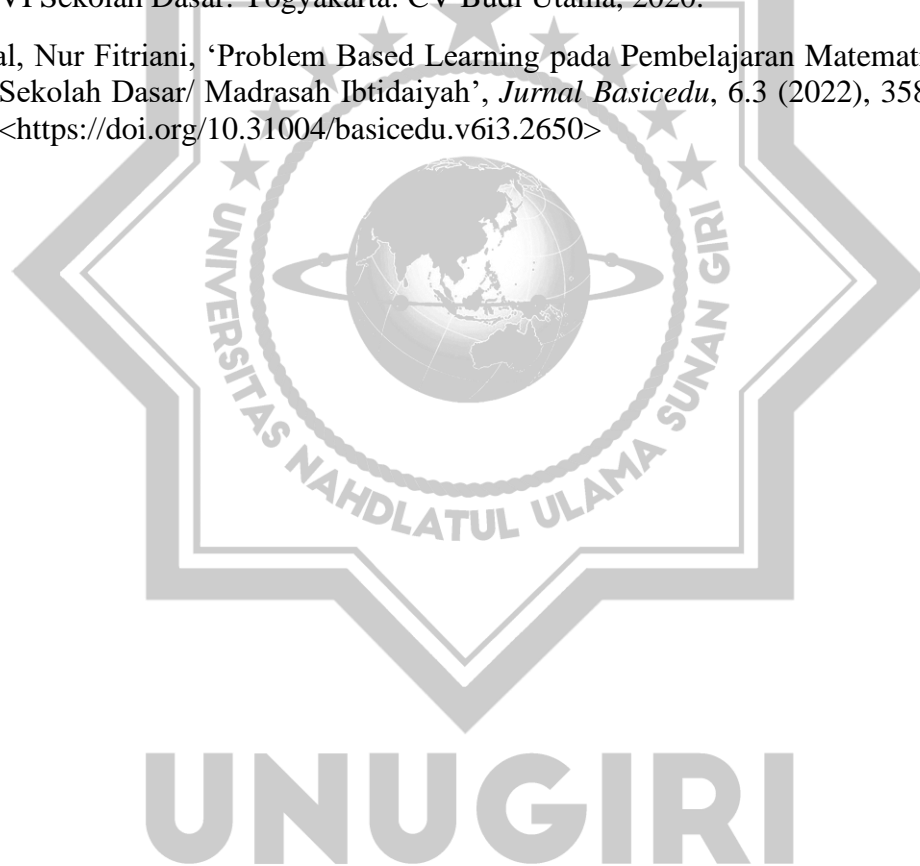 VI Sekolah Dasar. Yogyakarta: CV Budi Utama, 2020.
al, Nur Fitriani, ‘Problem Based Learning pada Pembelajaran Matemati
Sekolah Dasar/ Madrasah Ibtidaiyah’, Jurnal Basicedu, 6.3 (2022), 358
<https://doi.org/10.31004/basicedu.v6i3.2650>
UNIVERSITAS NAHDLATUL ULAMA SUNAN GIRI
UNUGIRI